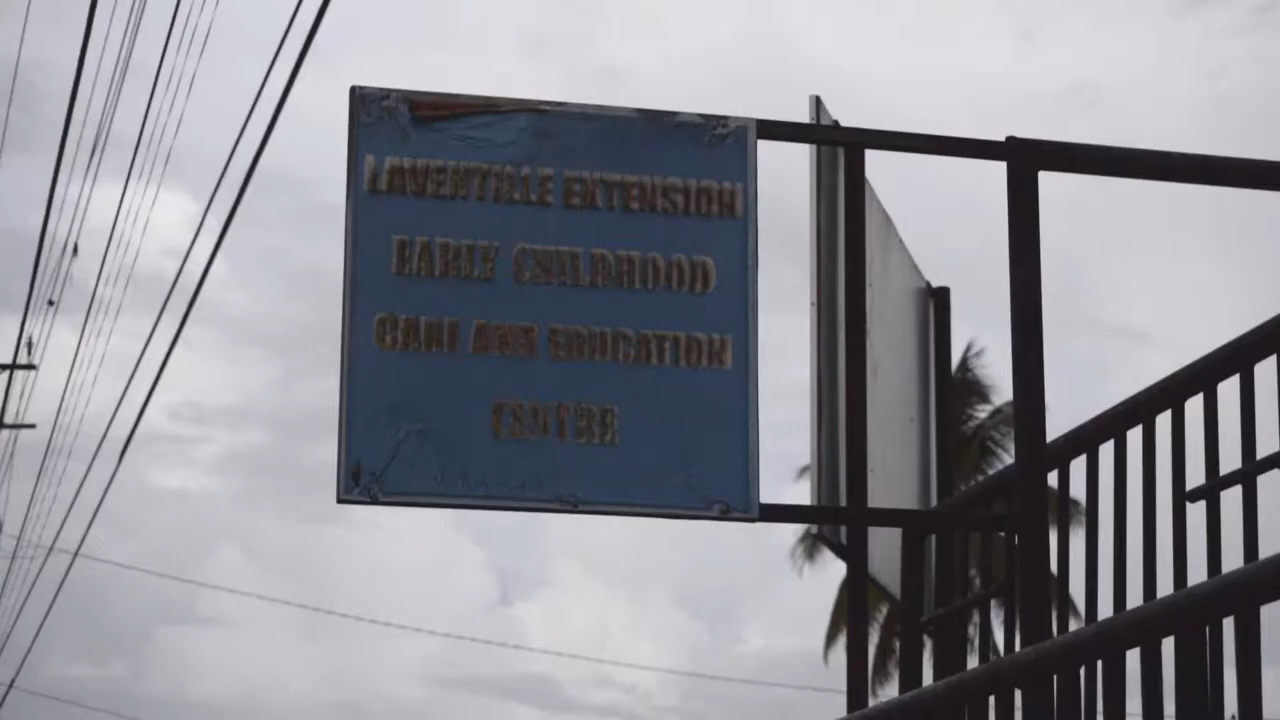 LAVENTILLE EXTENSION
EARLY CHILDHOOD
CARE AND EDUCATION
CENTRE